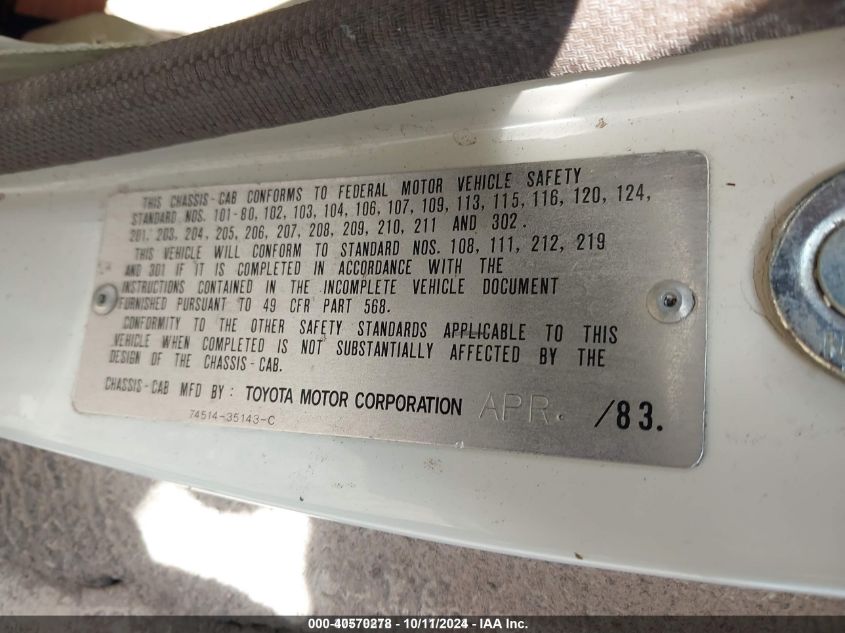 THIS CHASSIS-CAB CONFORMS TO FEDERAL MOTOR VEHICLE SAFETY
STANDARD NOS. 101-80, 102, 103, 104, 106, 107, 109, 113, 115, 116, 120, 124,
201, 203, 204, 205, 206, 207, 208, 209, 210, 211 AND 302.
THIS VEHICLE WILL CONFORM TO STANDARD NOS. 108, 111, 212, 219
AND 301 IF IT IS COMPLETED IN ACCORDANCE WITH THE
INSTRUCTIONS CONTAINED IN THE INCOMPLETE VEHICLE DOCUMENT
FURNISHED PURSUANT TO 49 CFR PART 568.
CONFORMITY TO THE OTHER SAFETY STANDARDS APPLICABLE TO THIS
VEHICLE WHEN COMPLETED IS NOT SUBSTANTIALLY AFFECTED BY THE
DESIGN OF THE CHASSIS-CAB.
CHASSIS-CAB MFD BY: TOYOTA MOTOR CORPORATION APR. /83.
74514-35143-C
000-40570278 - 10/11/2024 - IAA Inc.